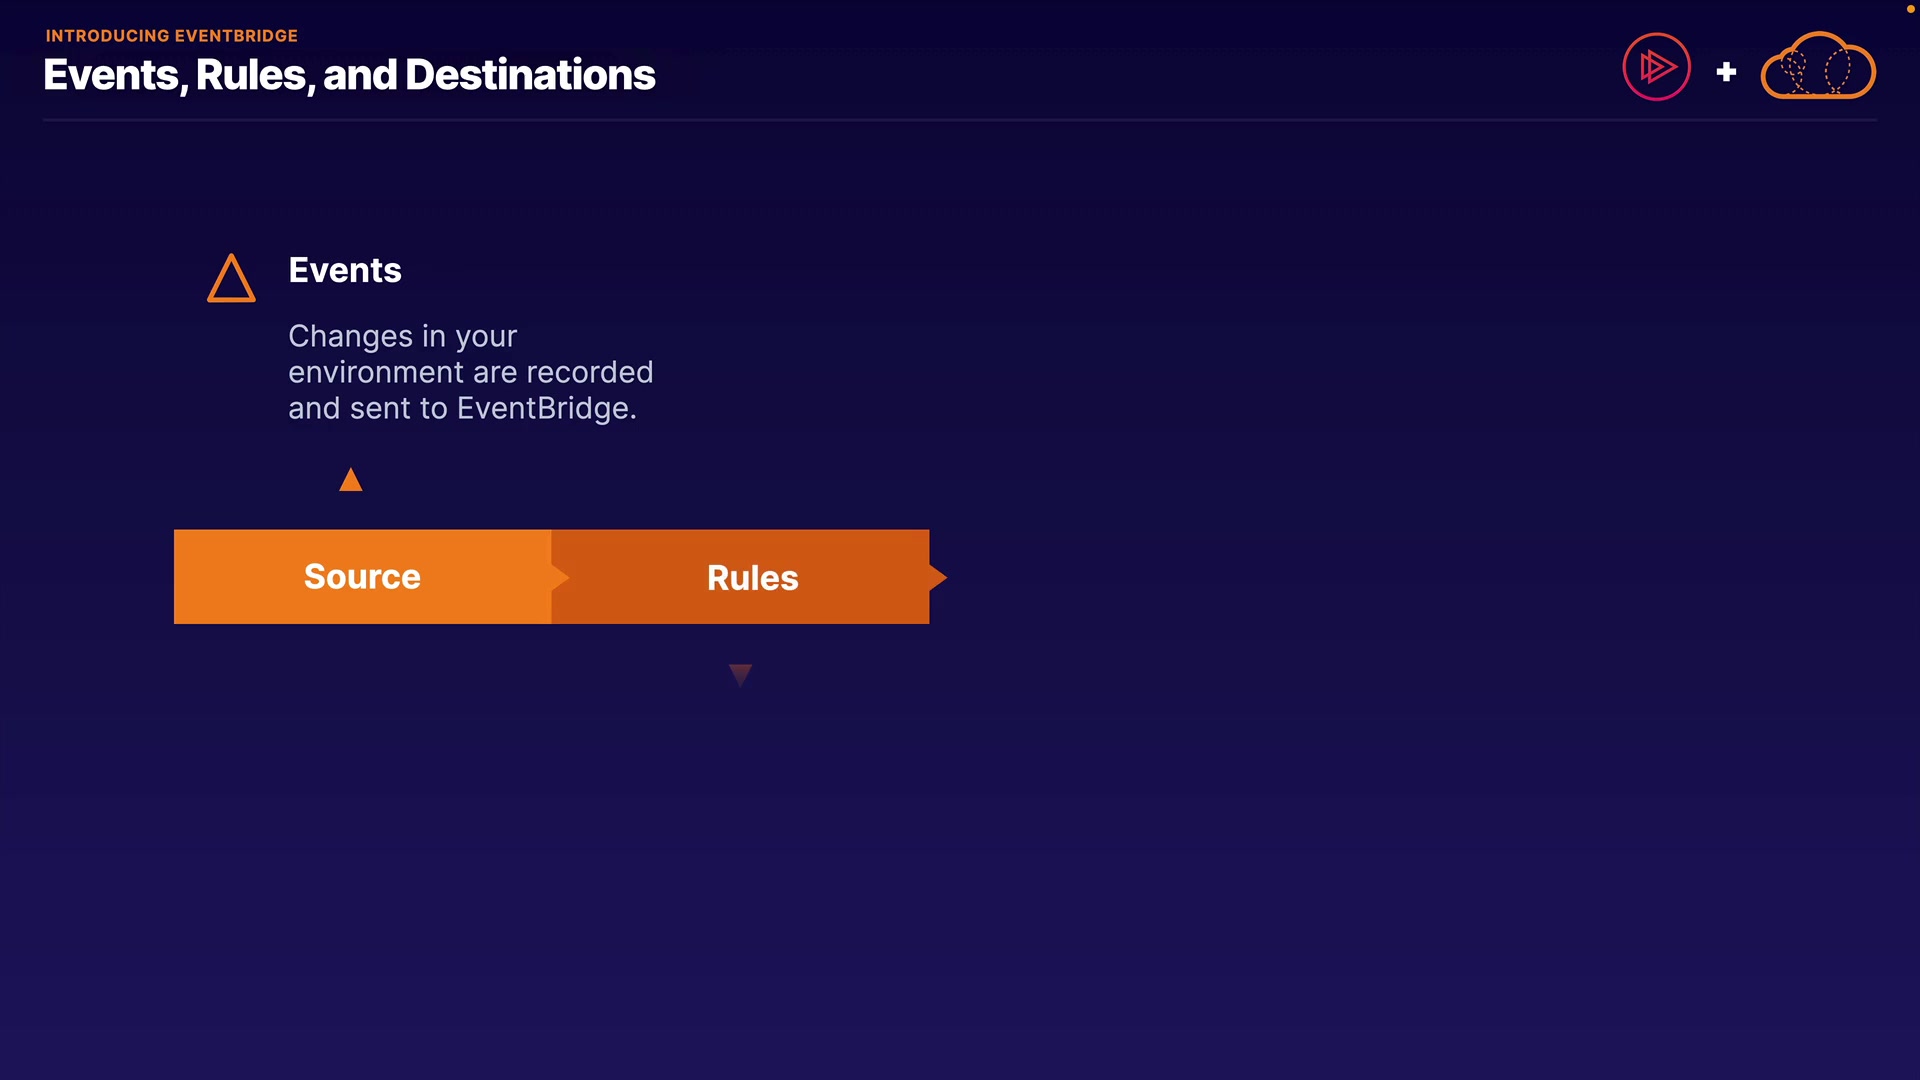 INTRODUCING EVENTBRIDGE
Events, Rules, and Destinations
Events
Changes in your
environment are recorded
and sent to EventBridge.
Source
Rules